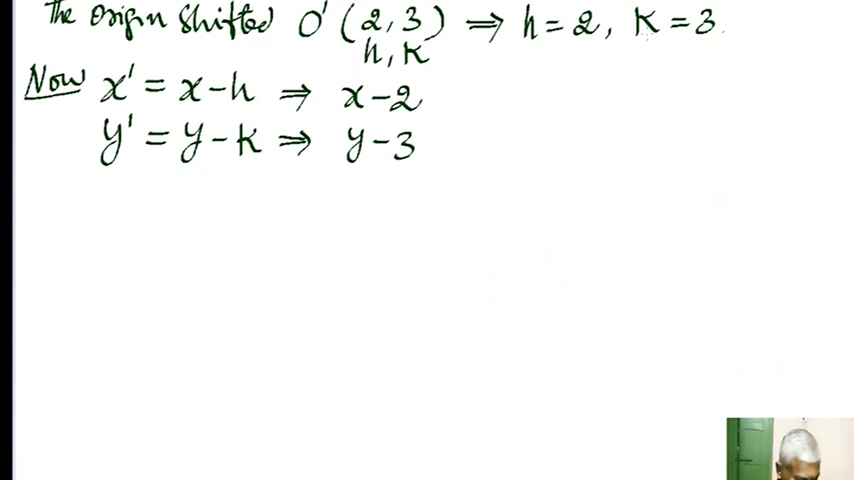 The Origin Shifted O' (2, 3) ⇒ h = 2, K = 3
h, K
Now x' = x - h ⇒ x - 2
y' = y - K ⇒ y - 3